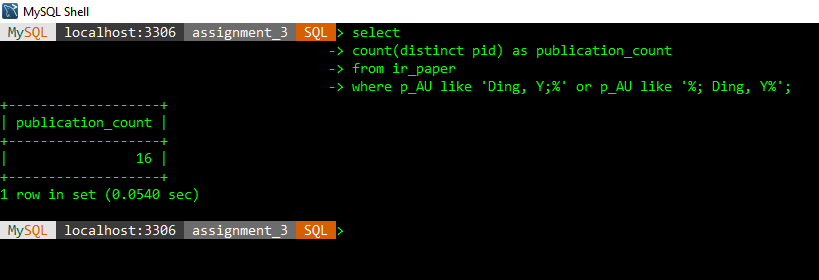 MySQL Shell
MySQL localhost:3306 assignment_3 SQL > select
-> count(distinct pid) as publication_count
-> from ir_paper
-> where p_AU like 'Ding, Y;%' or p_AU like '%; Ding, Y%';
+-------------------+
| publication_count |
+-------------------+
| 16 |
+-------------------+
1 row in set (0.0540 sec)
MySQL localhost:3306 assignment_3 SQL >